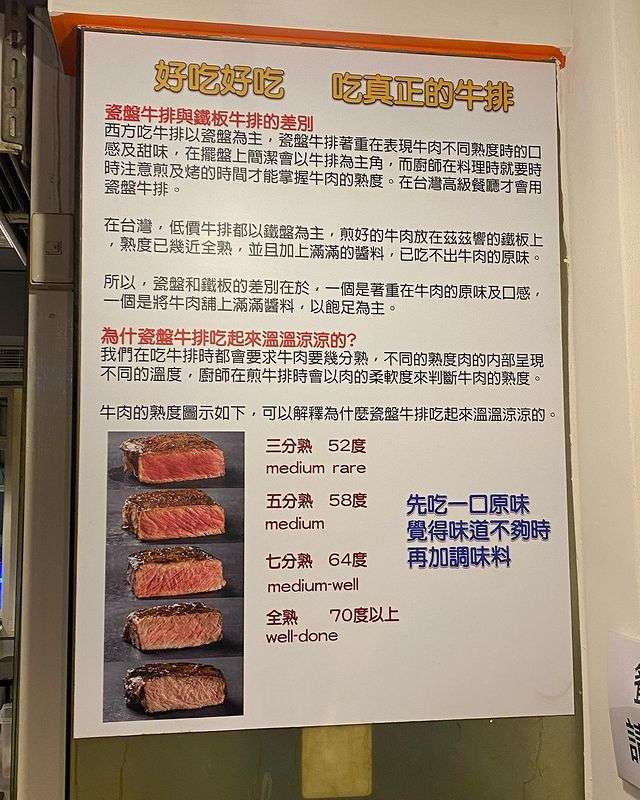 好吃好吃 吃真正的牛排
瓷盤牛排與鐵板牛排的差別
西方吃牛排以瓷盤為主，瓷盤牛排著重在表現牛肉不同熟度時的口
感及甜味，在擺盤上簡潔會以牛排為主角，而廚師在料理時就要時
時注意煎及烤的時間才能掌握牛肉的熟度。在台灣高級餐廳才會用
瓷盤牛排。
在台灣，低價牛排都以鐵盤為主，煎好的牛肉放在茲茲響的鐵板上
，熟度已幾近全熟，並且加上滿滿的醬料，已吃不出牛肉的原味。
所以，瓷盤和鐵板的差別在於，一個是著重在牛肉的原味及口感，
一個是將牛肉舖上滿滿醬料，以飽足為主。
為什瓷盤牛排吃起來溫溫涼涼的?
我們在吃牛排時都會要求牛肉要幾分熟，不同的熟度肉的內部呈現
不同的溫度，廚師在煎牛排時會以肉的柔軟度來判斷牛肉的熟度。
牛肉的熟度圖示如下，可以解釋為什麼瓷盤牛排吃起來溫溫涼涼的。
三分熟 52度
medium rare
五分熟 58度
medium
七分熟 64度
medium-well
全熟 70度以上
well-done
先吃一口原味
覺得味道不夠時
再加調味料